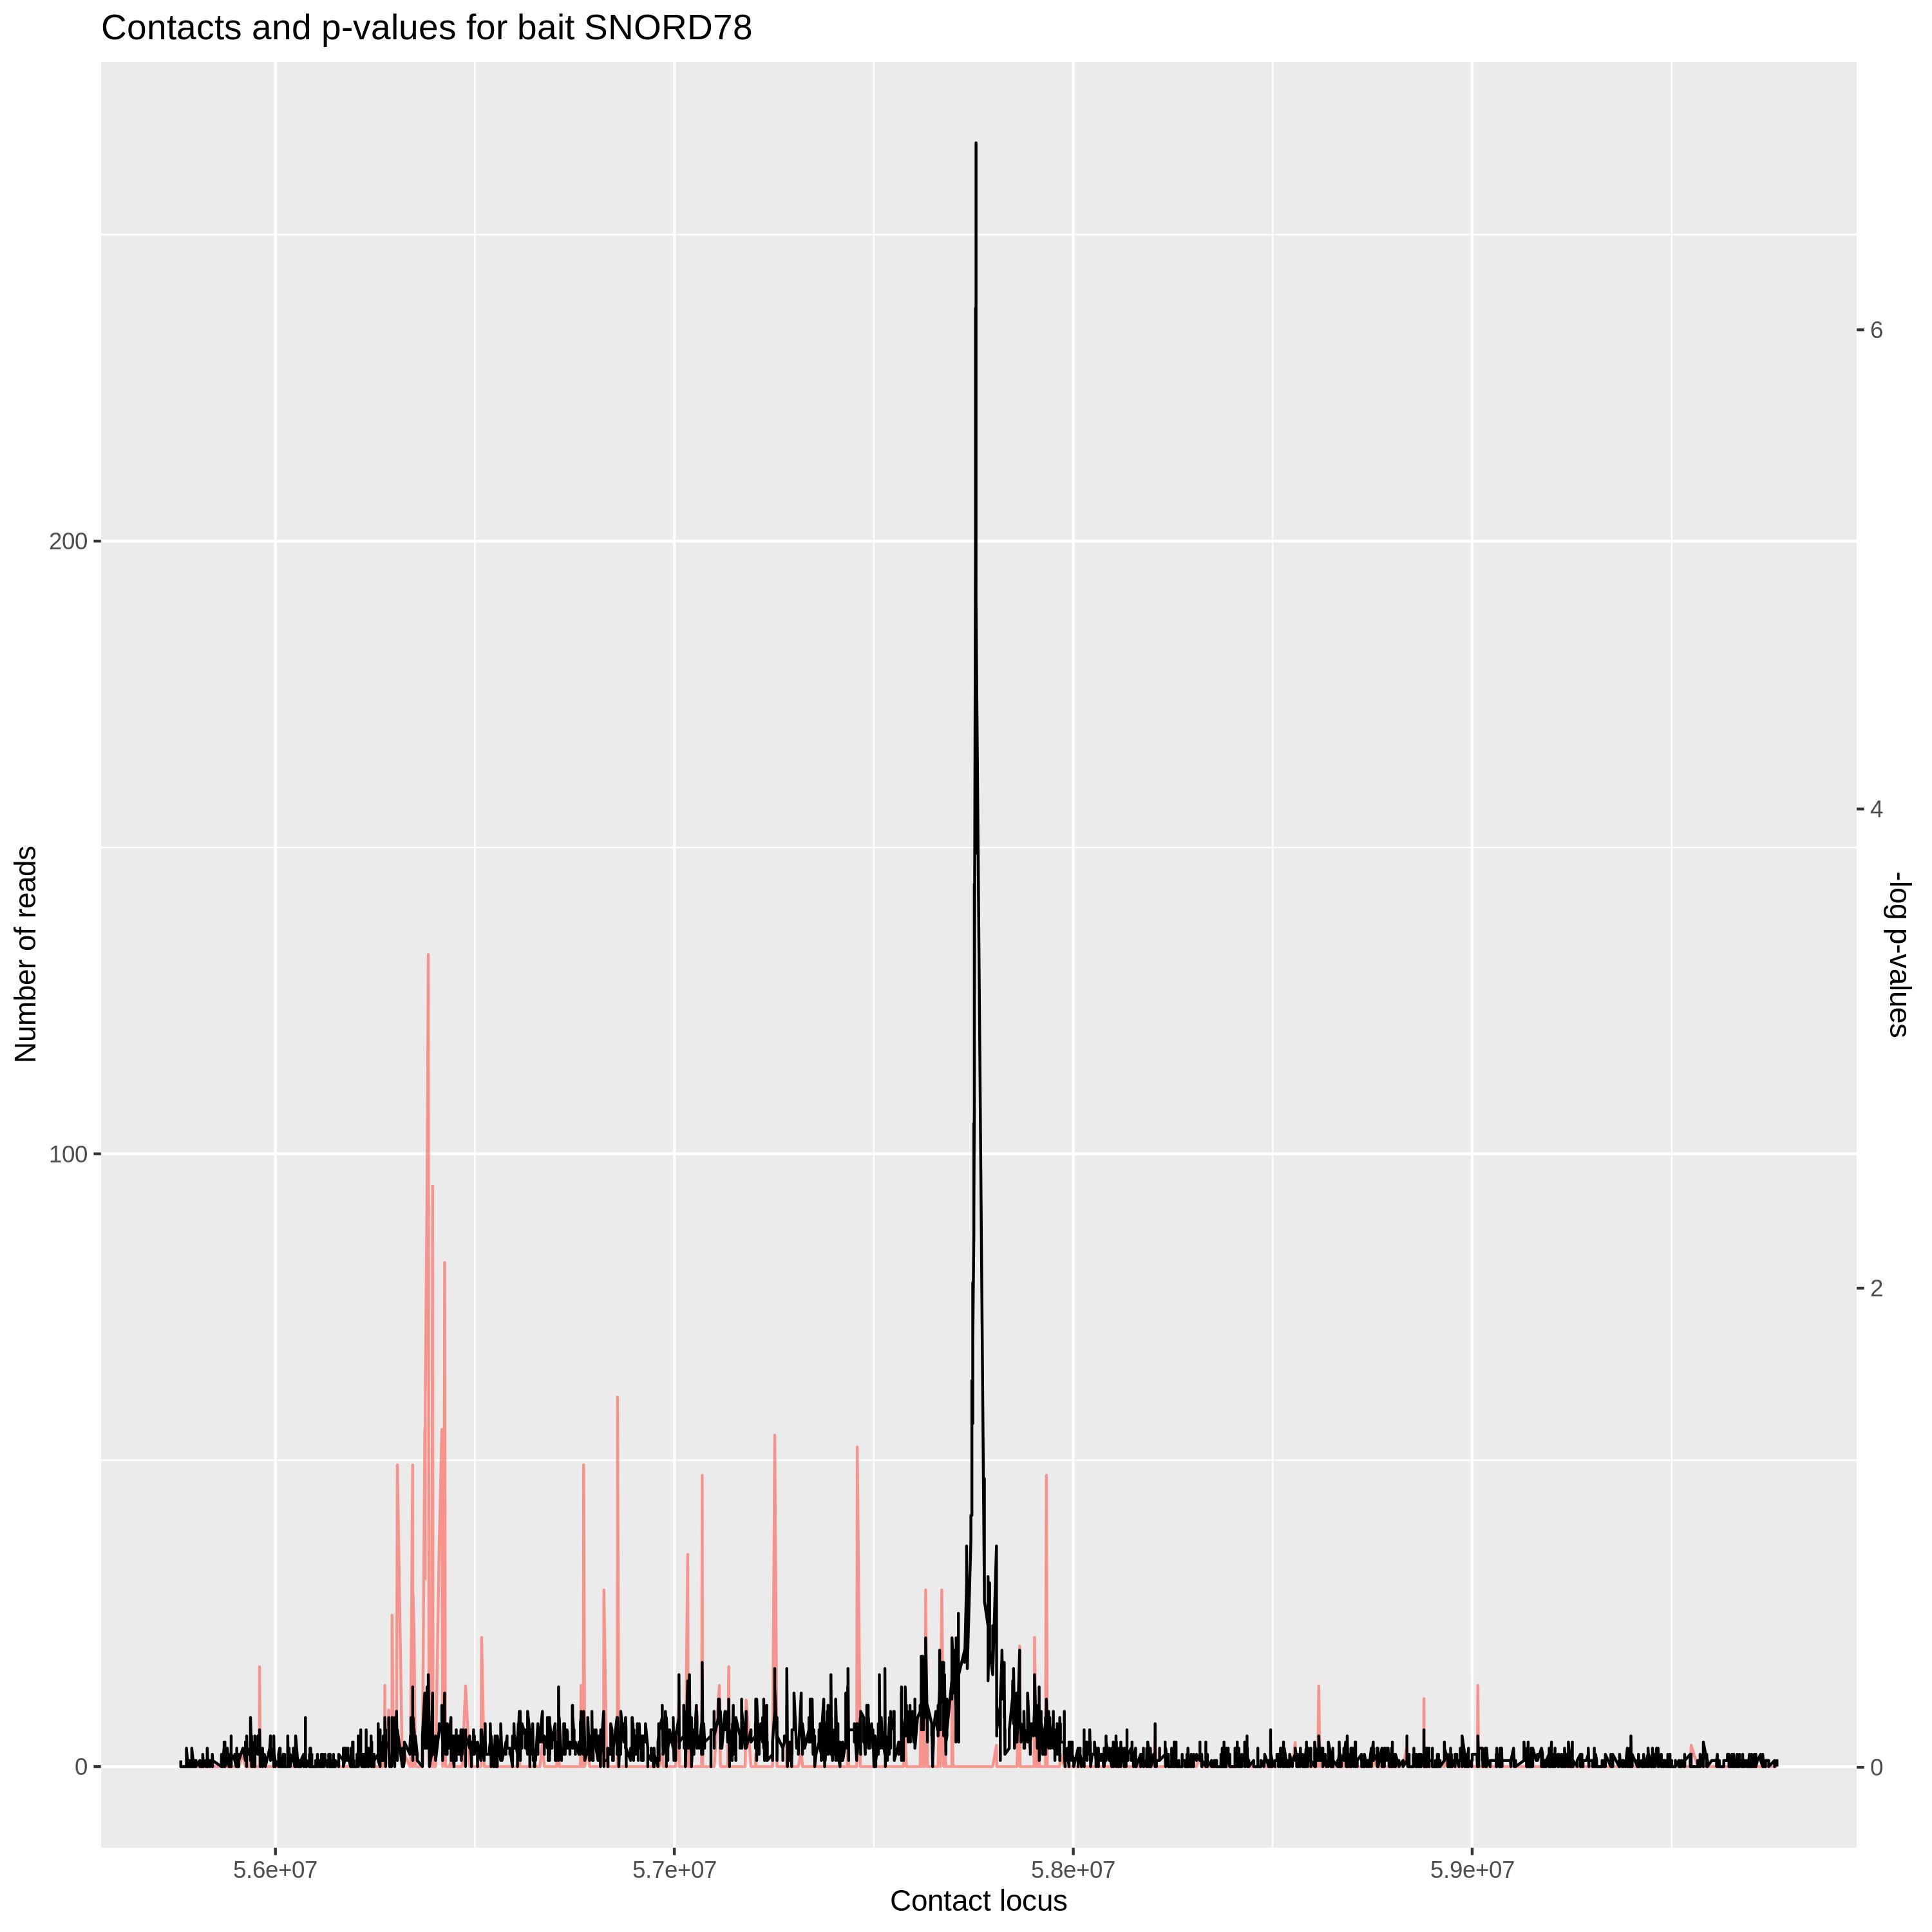 Contacts and p-values for bait SNORD78
Number of reads
200
100
0
6
4
2
0
-log p-values
5.6e+07 5.7e+07 5.8e+07 5.9e+07
Contact locus